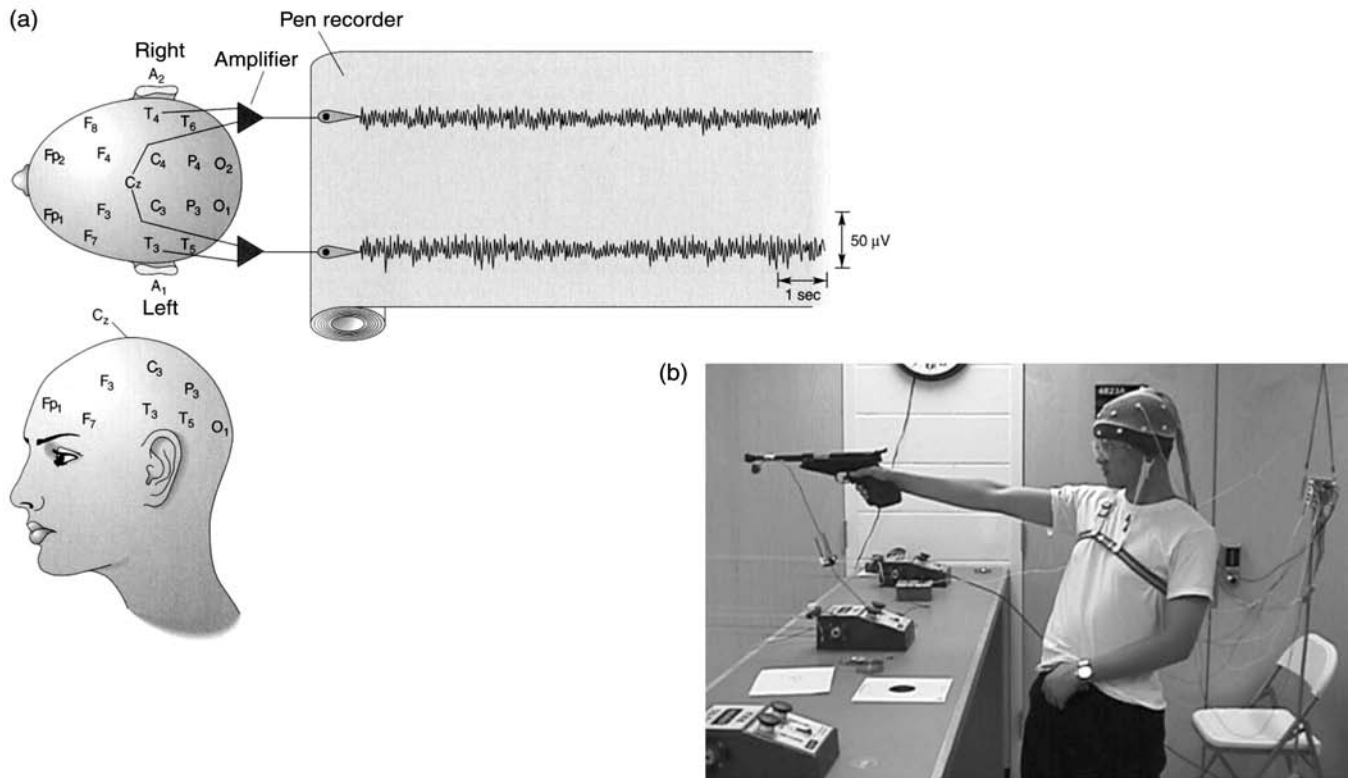 (a)
Pen recorder
Right
Amplifier
A2
T4
T6
F8
Fp2
F4
C4
P4
O2
Cz
Fp1
F3
C3
P3
O1
F7
T3
T5
A1
Left
50 μV
1 sec
Cz
C3
F3
P3
Fp1
F7
T3
T5
O1
(b)